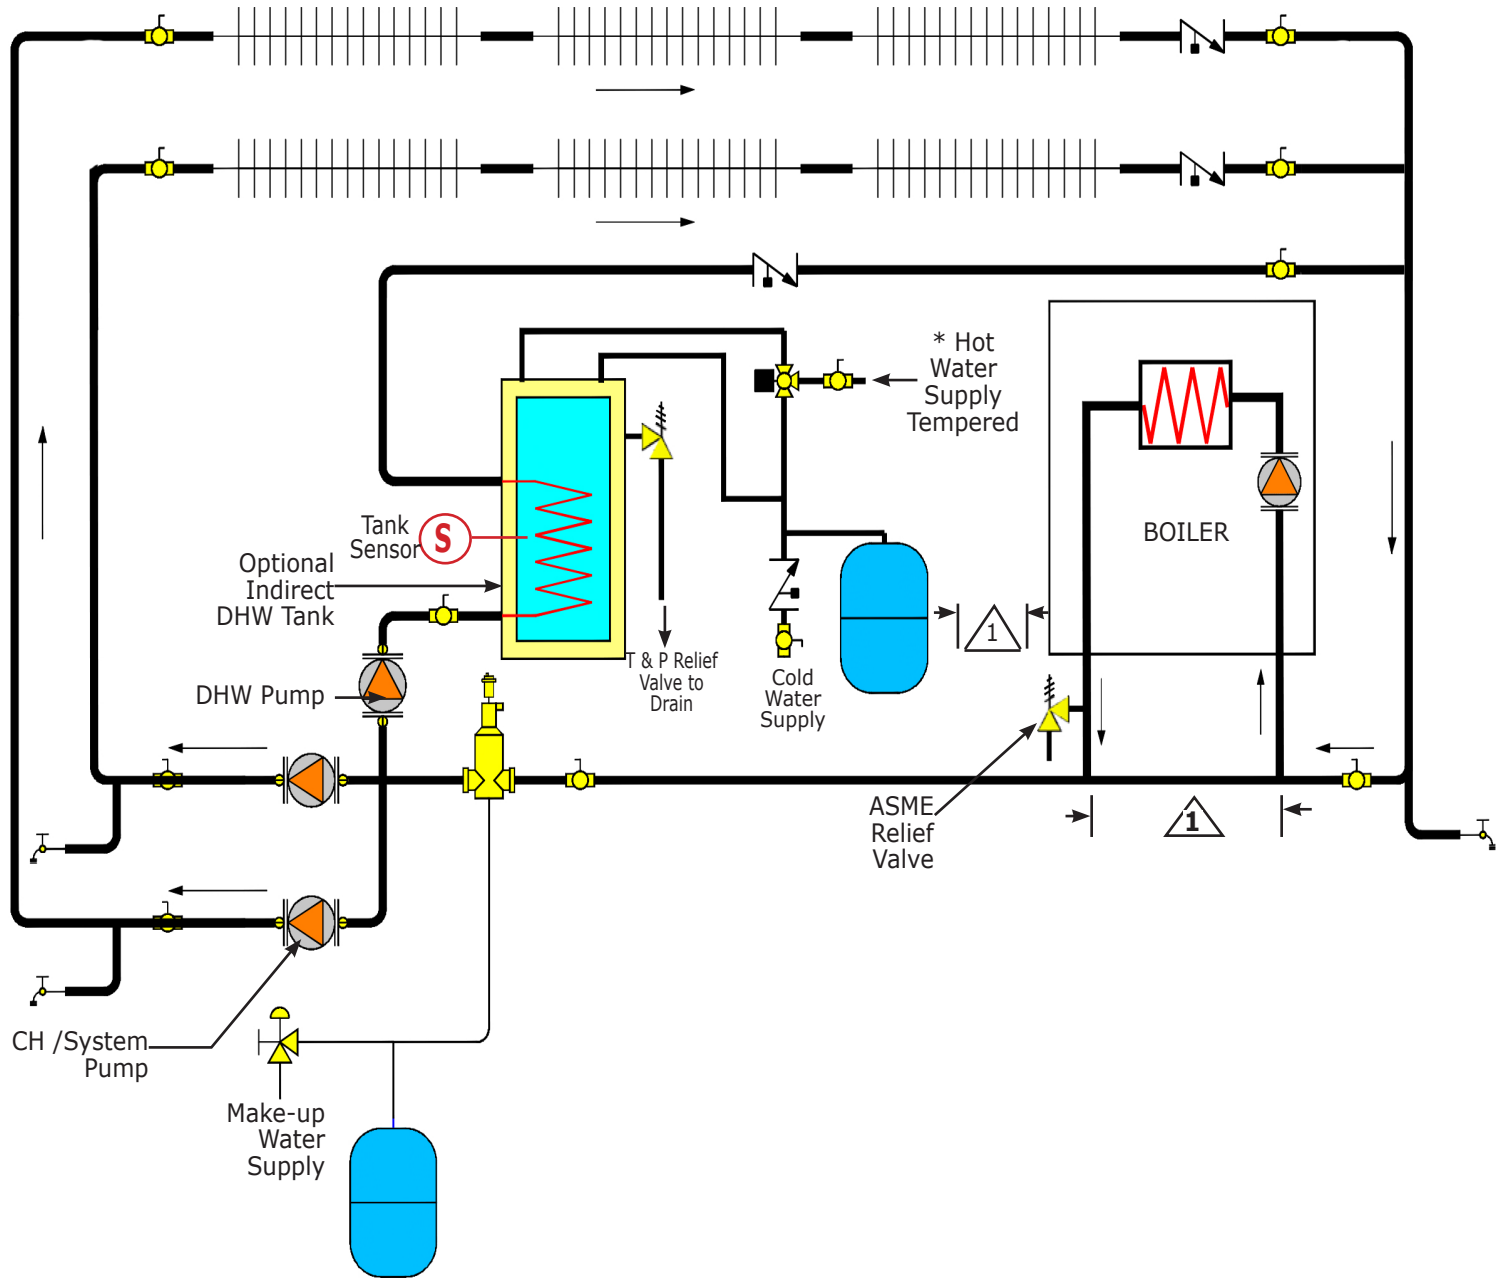 * Hot
Water
Supply
Tempered
BOILER
Tank
Sensor
S
Optional
Indirect
DHW Tank
1
T & P Relief
Valve to
Drain
Cold
Water
Supply
DHW Pump
ASME
Relief
Valve
1
CH /System
Pump
Make-up
Water
Supply